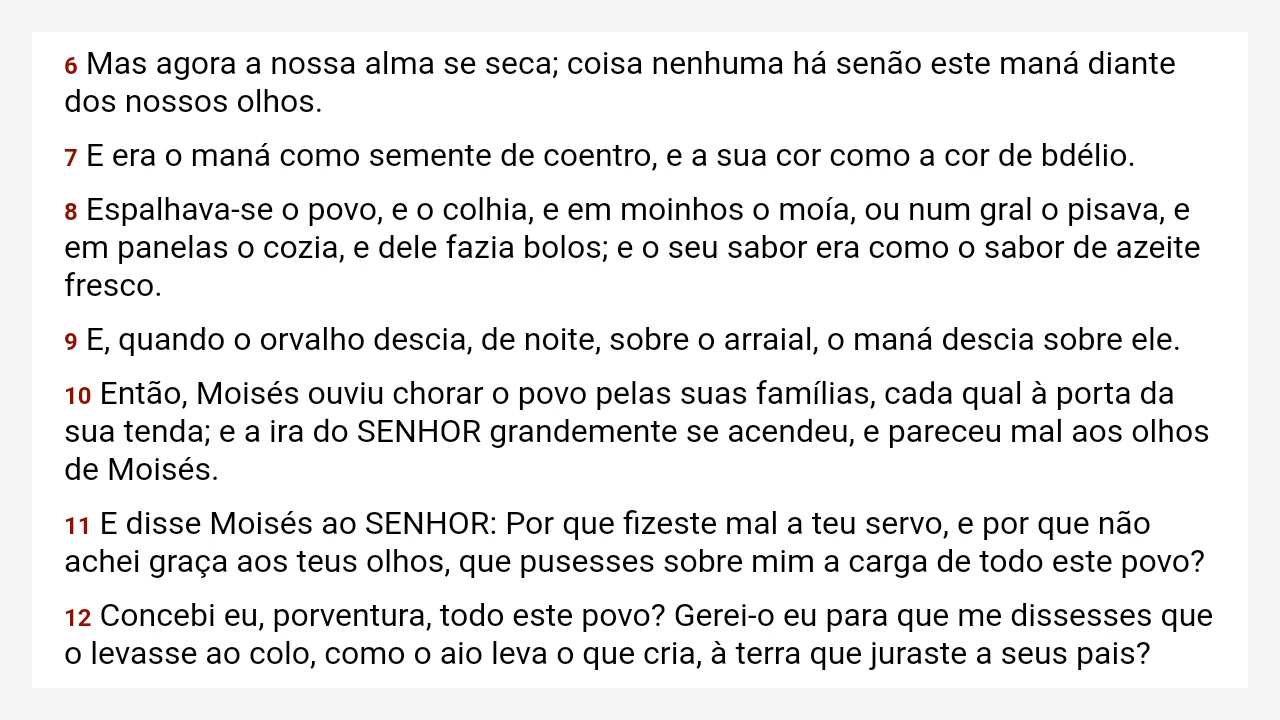 6 Mas agora a nossa alma se seca; coisa nenhuma há senão este maná diante
dos nossos olhos.
7 E era o maná como semente de coentro, e a sua cor como a cor de bdélio.
8 Espalhava-se o povo, e o colhia, e em moinhos o moía, ou num gral o pisava, e
em panelas o cozia, e dele fazia bolos; e o seu sabor era como o sabor de azeite
fresco.
9 E, quando o orvalho descia, de noite, sobre o arraial, o maná descia sobre ele.
10 Então, Moisés ouviu chorar o povo pelas suas famílias, cada qual à porta da
sua tenda; e a ira do SENHOR grandemente se acendeu, e pareceu mal aos olhos
de Moisés.
11 E disse Moisés ao SENHOR: Por que fizeste mal a teu servo, e por que não
achei graça aos teus olhos, que pusesses sobre mim a carga de todo este povo?
12 Concebi eu, porventura, todo este povo? Gerei-o eu para que me dissesses que
o levasse ao colo, como o aio leva o que cria, à terra que juraste a seus pais?